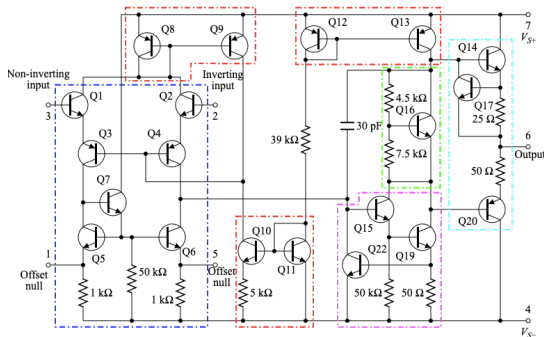 Q8
Q9
Q12
Q13
7
V_{S+}
Q14
Non-inverting
input
Inverting
input
Q1
Q2
3
2
4.5 kΩ
Q16
Q17
25 Ω
6
Output
Q3
Q4
39 kΩ
30 pF
7.5 kΩ
50 Ω
Q7
Q15
Q20
1
Offset
null
Q5
Q6
5
Offset
null
Q10
Q11
Q22
Q19
50 kΩ
1 kΩ
1 kΩ
5 kΩ
50 kΩ
50 Ω
4
V_{S−}